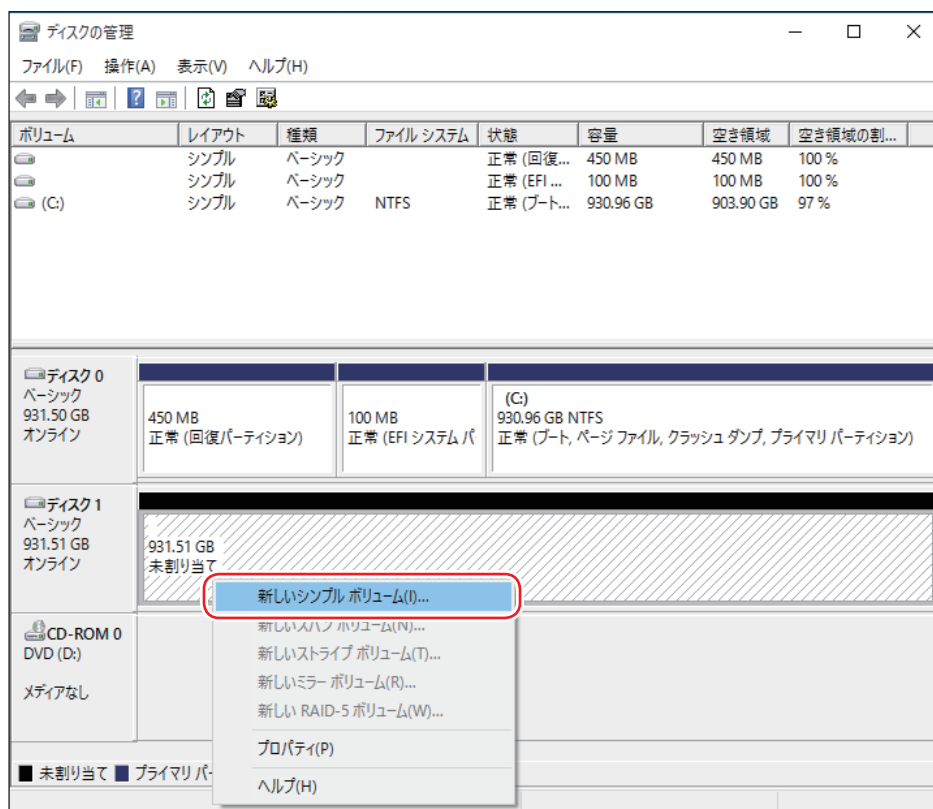 ディスクの管理
ファイル(F) 操作(A) 表示(V) ヘルプ(H)
ボリューム レイアウト 種類 ファイル システム 状態 容量 空き領域 空き領域の割...
シンプル ベーシック 正常 (回復... 450 MB 450 MB 100 %
シンプル ベーシック 正常 (EFI ... 100 MB 100 MB 100 %
(C:) シンプル ベーシック NTFS 正常 (ブート... 930.96 GB 903.90 GB 97 %
ディスク 0
ベーシック
931.50 GB
オンライン
450 MB
正常 (回復パーティション)
100 MB
正常 (EFI システム パ
(C:)
930.96 GB NTFS
正常 (ブート, ページ ファイル, クラッシュ ダンプ, プライマリ パーティション)
ディスク 1
ベーシック
931.51 GB
オンライン
931.51 GB
未割り当て
新しいシンプル ボリューム(I)...
新しいスパン ボリューム(N)...
新しいストライプ ボリューム(T)...
新しいミラー ボリューム(R)...
新しい RAID-5 ボリューム(W)...
プロパティ(P)
ヘルプ(H)
CD-ROM 0
DVD (D:)
メディアなし
未割り当て プライマリ パー